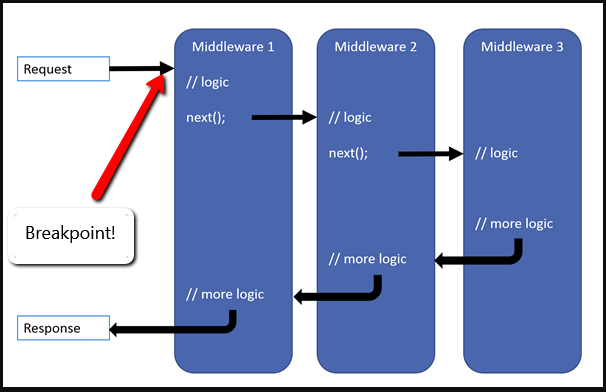 Middleware 1
Middleware 2
Middleware 3
Request
// logic
next();
// logic
next();
// logic
Breakpoint!
// more logic
// more logic
// more logic
Response